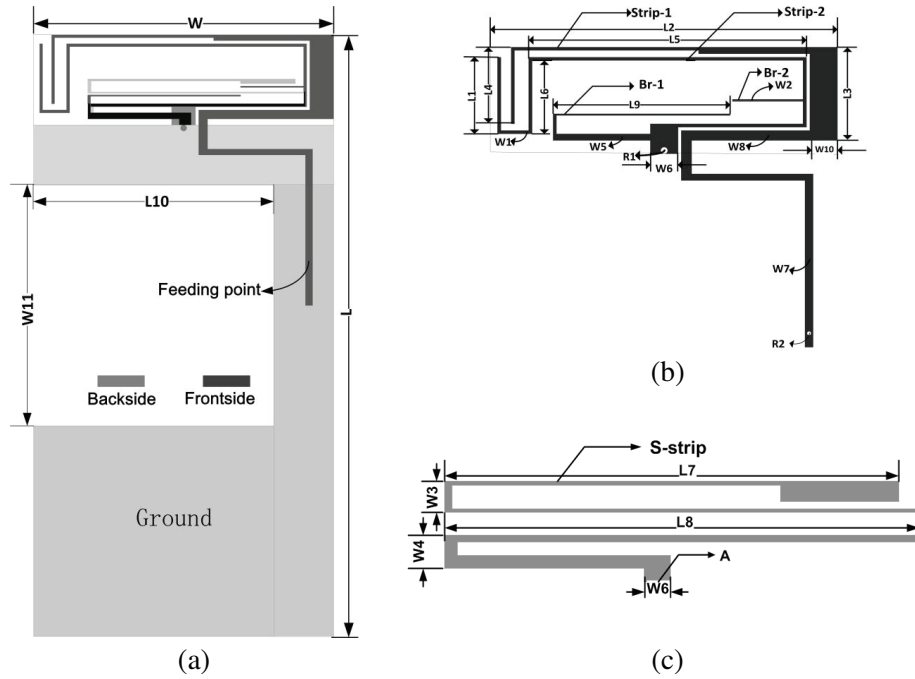 W
L10
W11
L
Feeding point
Backside
Frontside
Ground
(a)
Strip-1
L2
Strip-2
L5
L1
L4
L6
Br-1
L9
Br-2
W2
L3
W1
W5
R1
W6
W8
W10
W7
R2
(b)
S-strip
L7
W3
L8
W4
A
W6
(c)